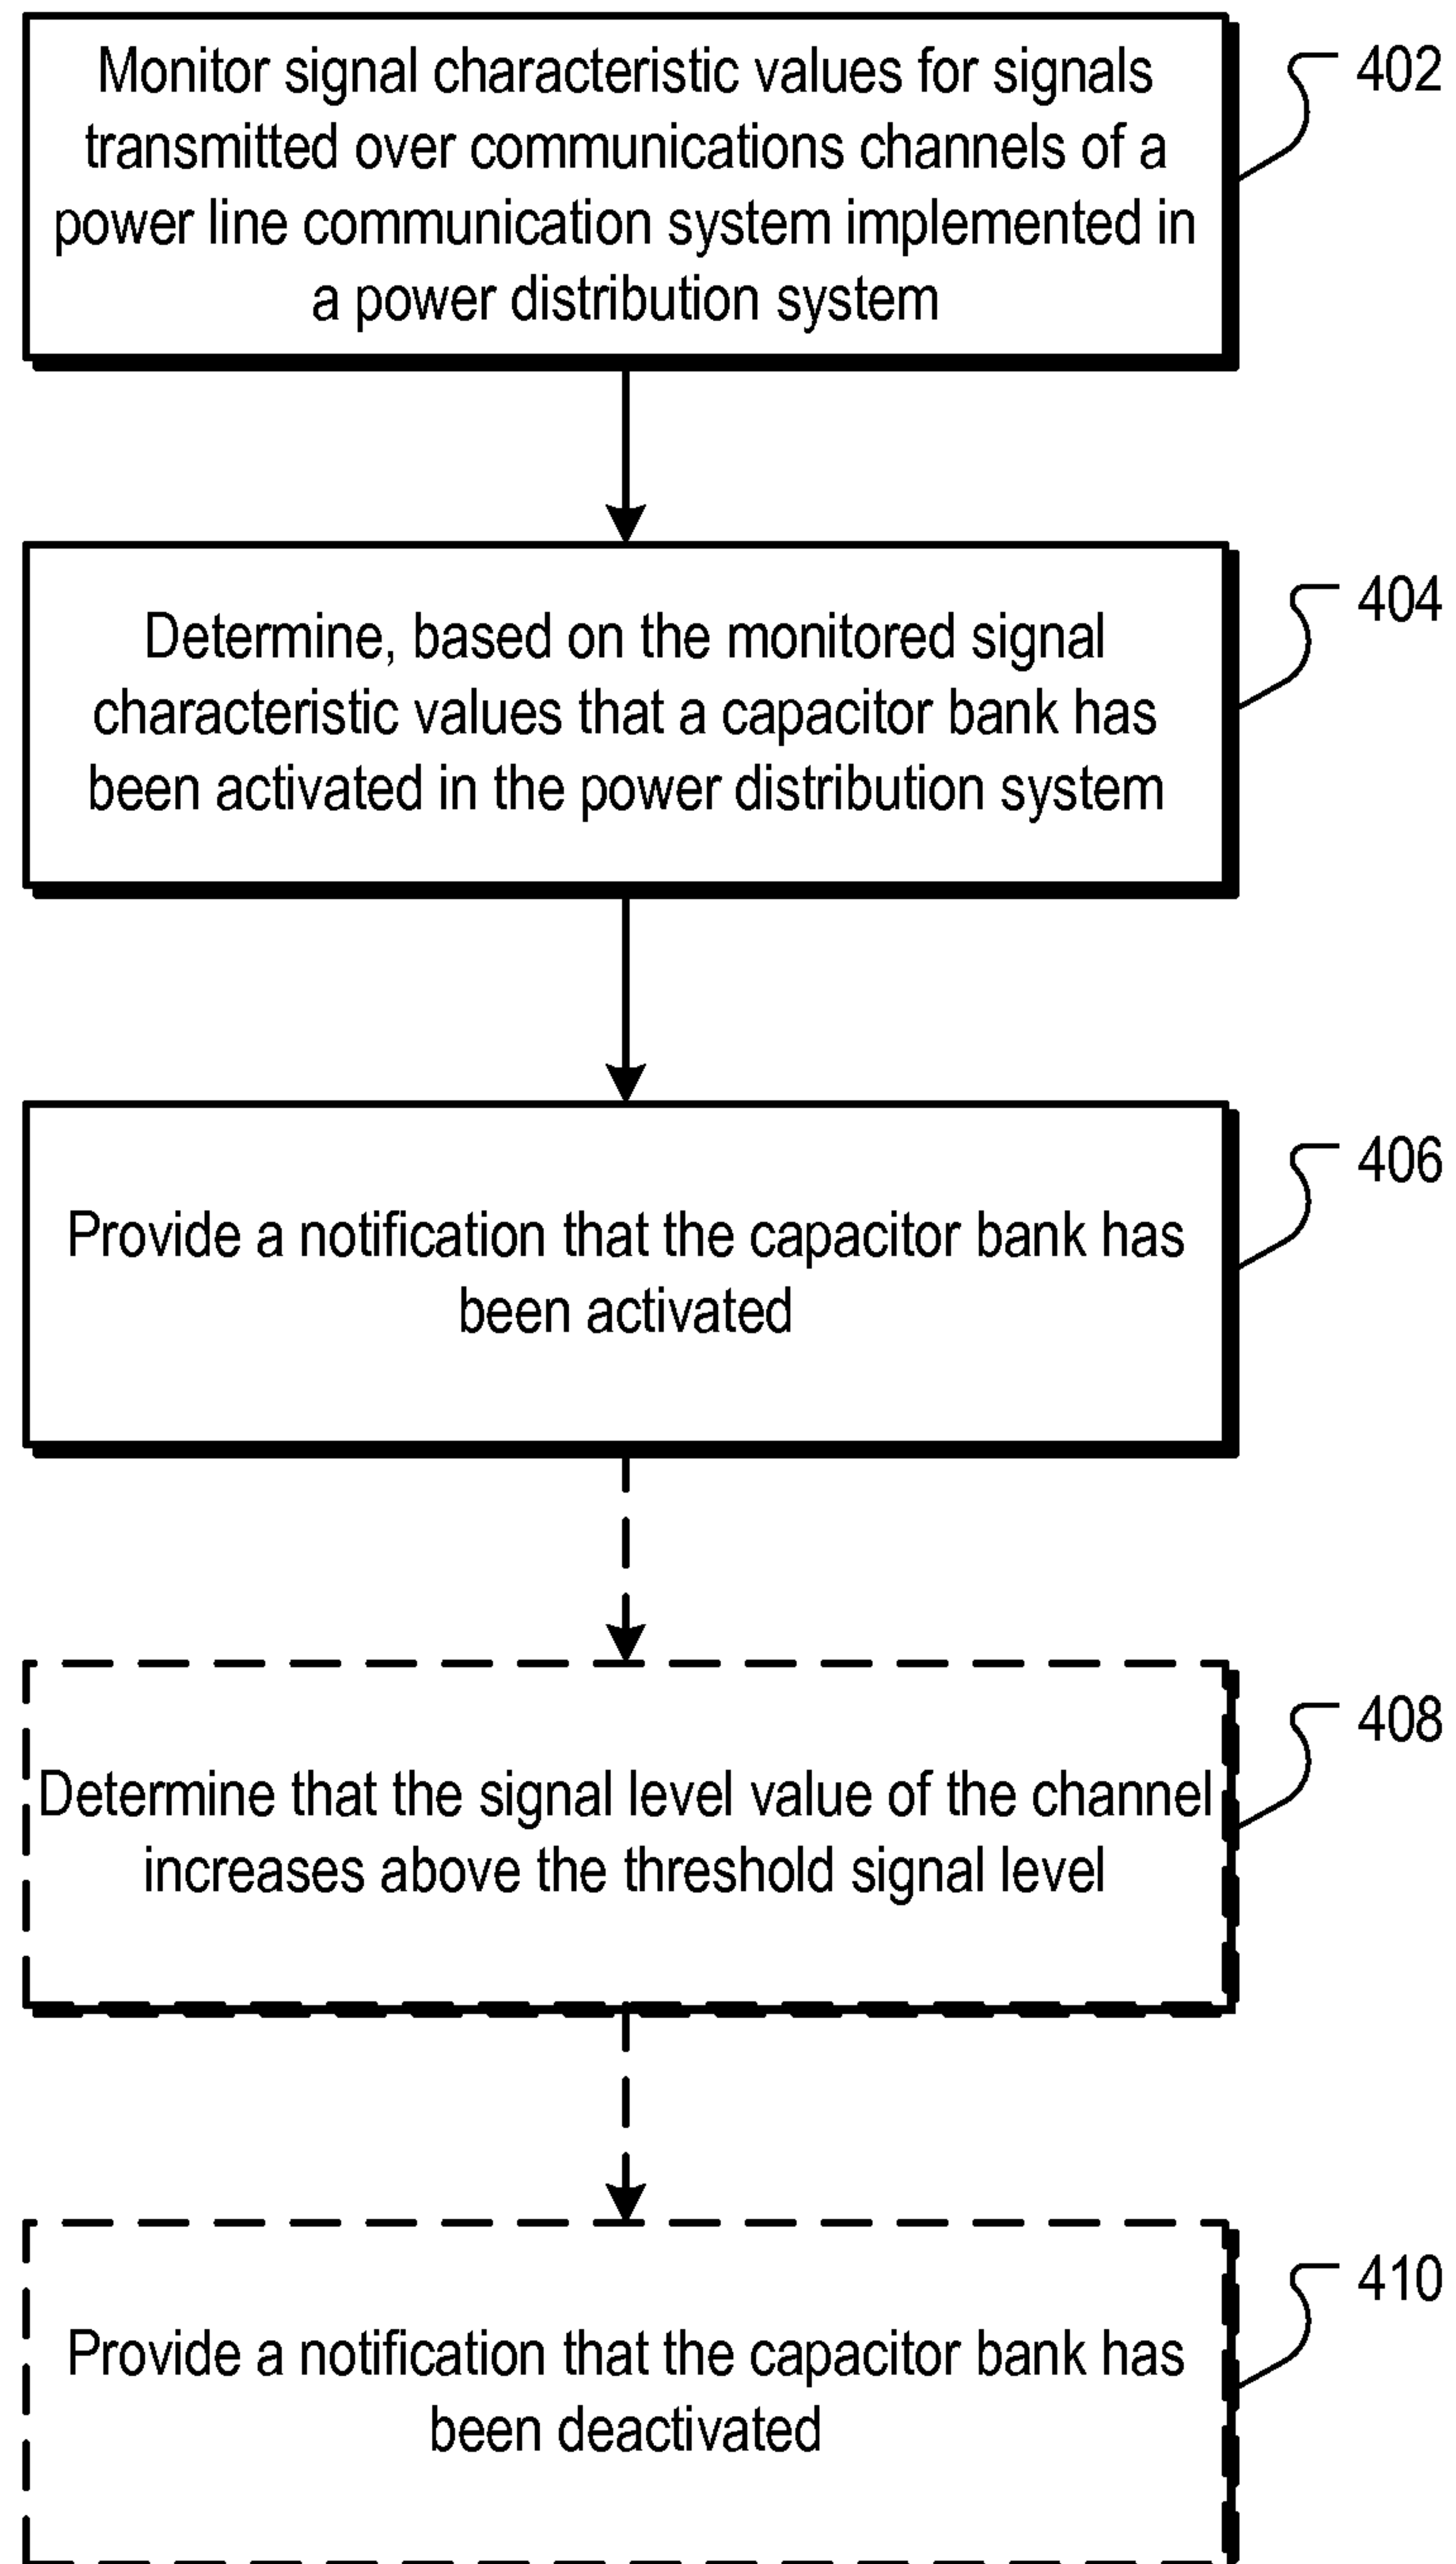 Monitor signal characteristic values for signals
transmitted over communications channels of a
power line communication system implemented in
a power distribution system
402
Determine, based on the monitored signal
characteristic values that a capacitor bank has
been activated in the power distribution system
404
Provide a notification that the capacitor bank has
been activated
406
Determine that the signal level value of the channel
increases above the threshold signal level
408
Provide a notification that the capacitor bank has
been deactivated
410